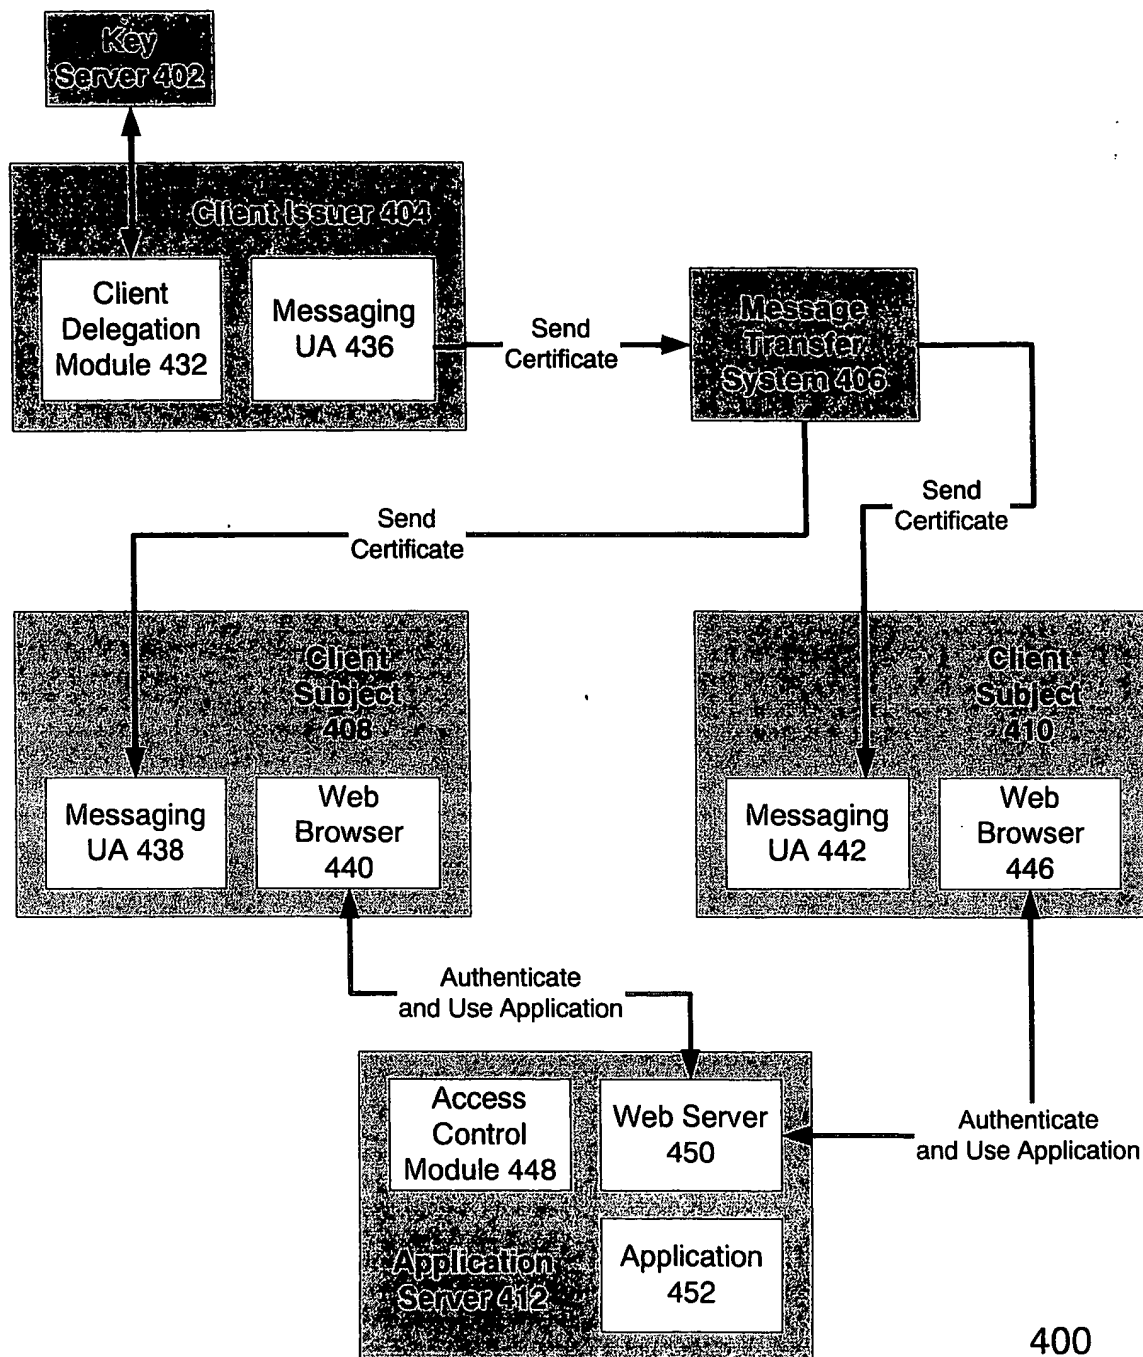 Key
Server 402
Client Issuer 404
Client
Delegation
Module 432
Messaging
UA 436
Send
Certificate
Message
Transfer
System 406
Send
Certificate
Send
Certificate
Client
Subject
408
Messaging
UA 438
Web
Browser
440
Client
Subject
410
Messaging
UA 442
Web
Browser
446
Authenticate
and Use Application
Access
Control
Module 448
Web Server
450
Authenticate
and Use Application
Application
Server 412
Application
452
400